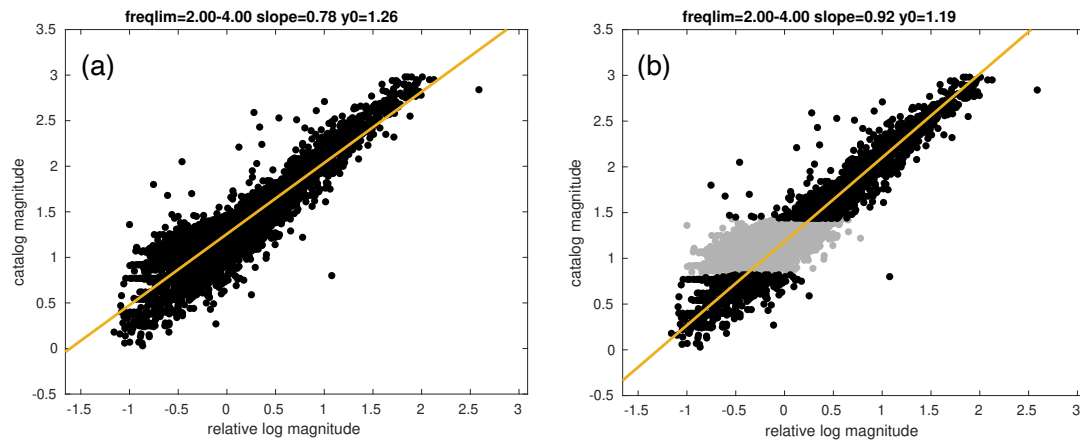 freqlim=2.00-4.00 slope=0.78 y0=1.26
(a)
3.5
3
2.5
2
1.5
1
0.5
0
-0.5
catalog magnitude
-1.5 -1 -0.5 0 0.5 1 1.5 2 2.5 3
relative log magnitude
freqlim=2.00-4.00 slope=0.92 y0=1.19
(b)
3.5
3
2.5
2
1.5
1
0.5
0
-0.5
catalog magnitude
-1.5 -1 -0.5 0 0.5 1 1.5 2 2.5 3
relative log magnitude